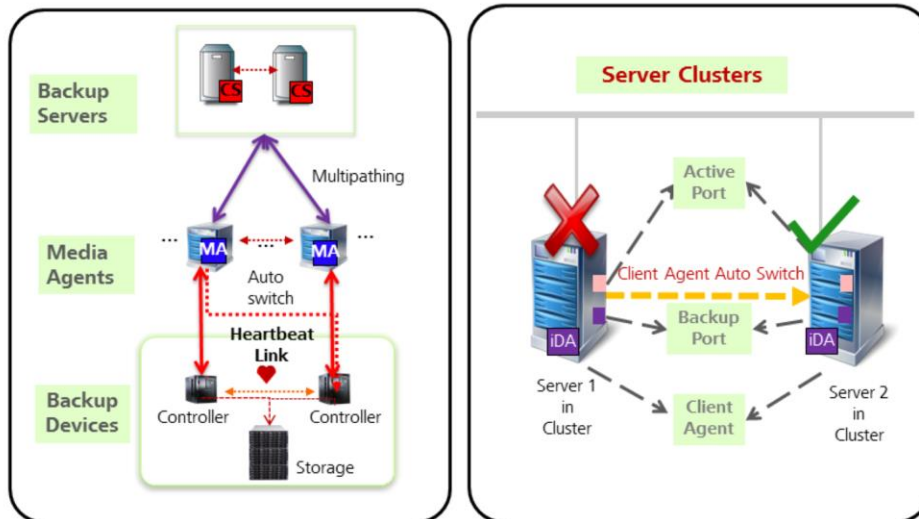 Backup
Servers
CS
CS
Multipathing
Media
Agents
...
MA
...
MA
...
Auto
switch
Heartbeat
Link
Backup
Devices
Controller
Controller
Storage
Server Clusters
Active
Port
Client Agent Auto Switch
Backup
Port
iDA
iDA
Server 1
in
Cluster
Client
Agent
Server 2
in
Cluster